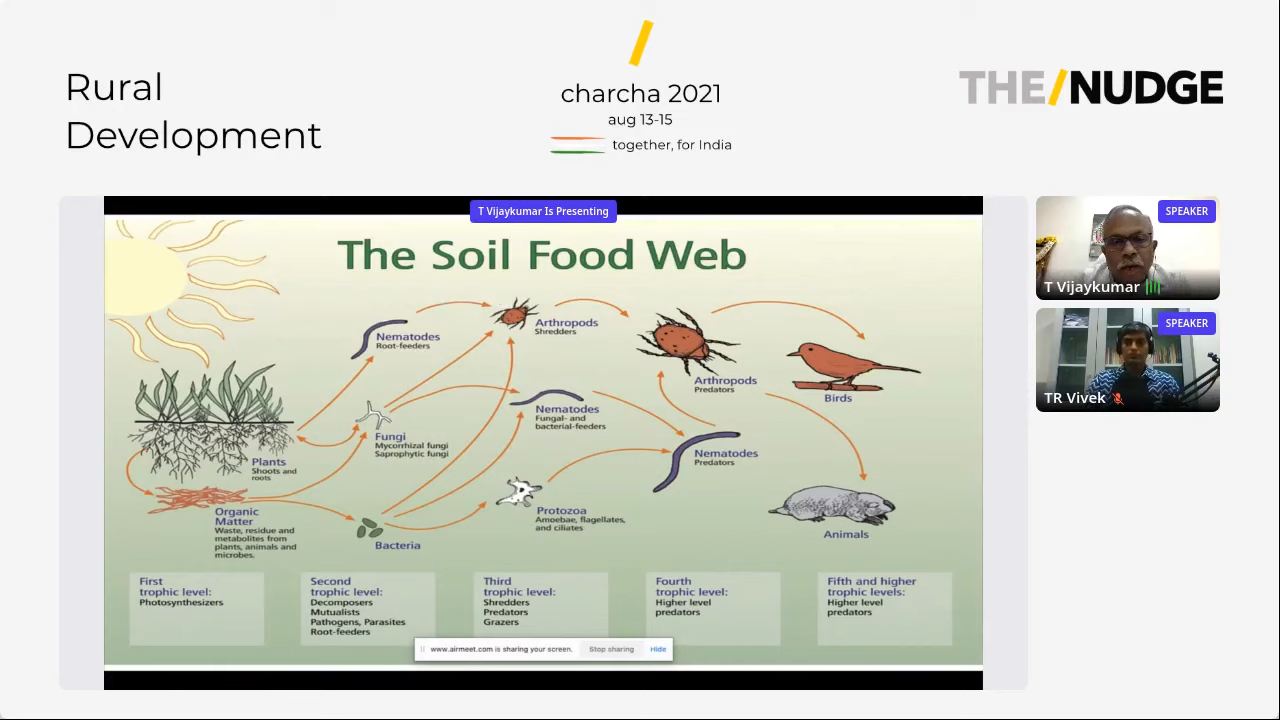 Rural
Development
charcha 2021
aug 13-15
together, for India
THE/NUDGE
T Vijaykumar Is Presenting
The Soil Food Web
Nematodes
Root-feeders
Arthropods
Shredders
Arthropods
Predators
Birds
Nematodes
Fungal- and
bacterial-feeders
Fungi
Mycorrhizal fungi
Saprophytic fungi
Plants
Shoots and
roots
Nematodes
Predators
Organic
Matter
Waste, residue and
metabolites from
plants, animals and
microbes.
Bacteria
Protozoa
Amoebae, flagellates,
and ciliates
Animals
First
trophic level:
Photosynthesizers
Second
trophic level:
Decomposers
Mutualists
Pathogens, Parasites
Root-feeders
Third
trophic level:
Shredders
Predators
Grazers
Fourth
trophic level:
Higher level
predators
Fifth and higher
trophic levels:
Higher level
predators
www.airmeet.com is sharing your screen.
Stop sharing
Hide
SPEAKER
T Vijaykumar
SPEAKER
TR Vivek